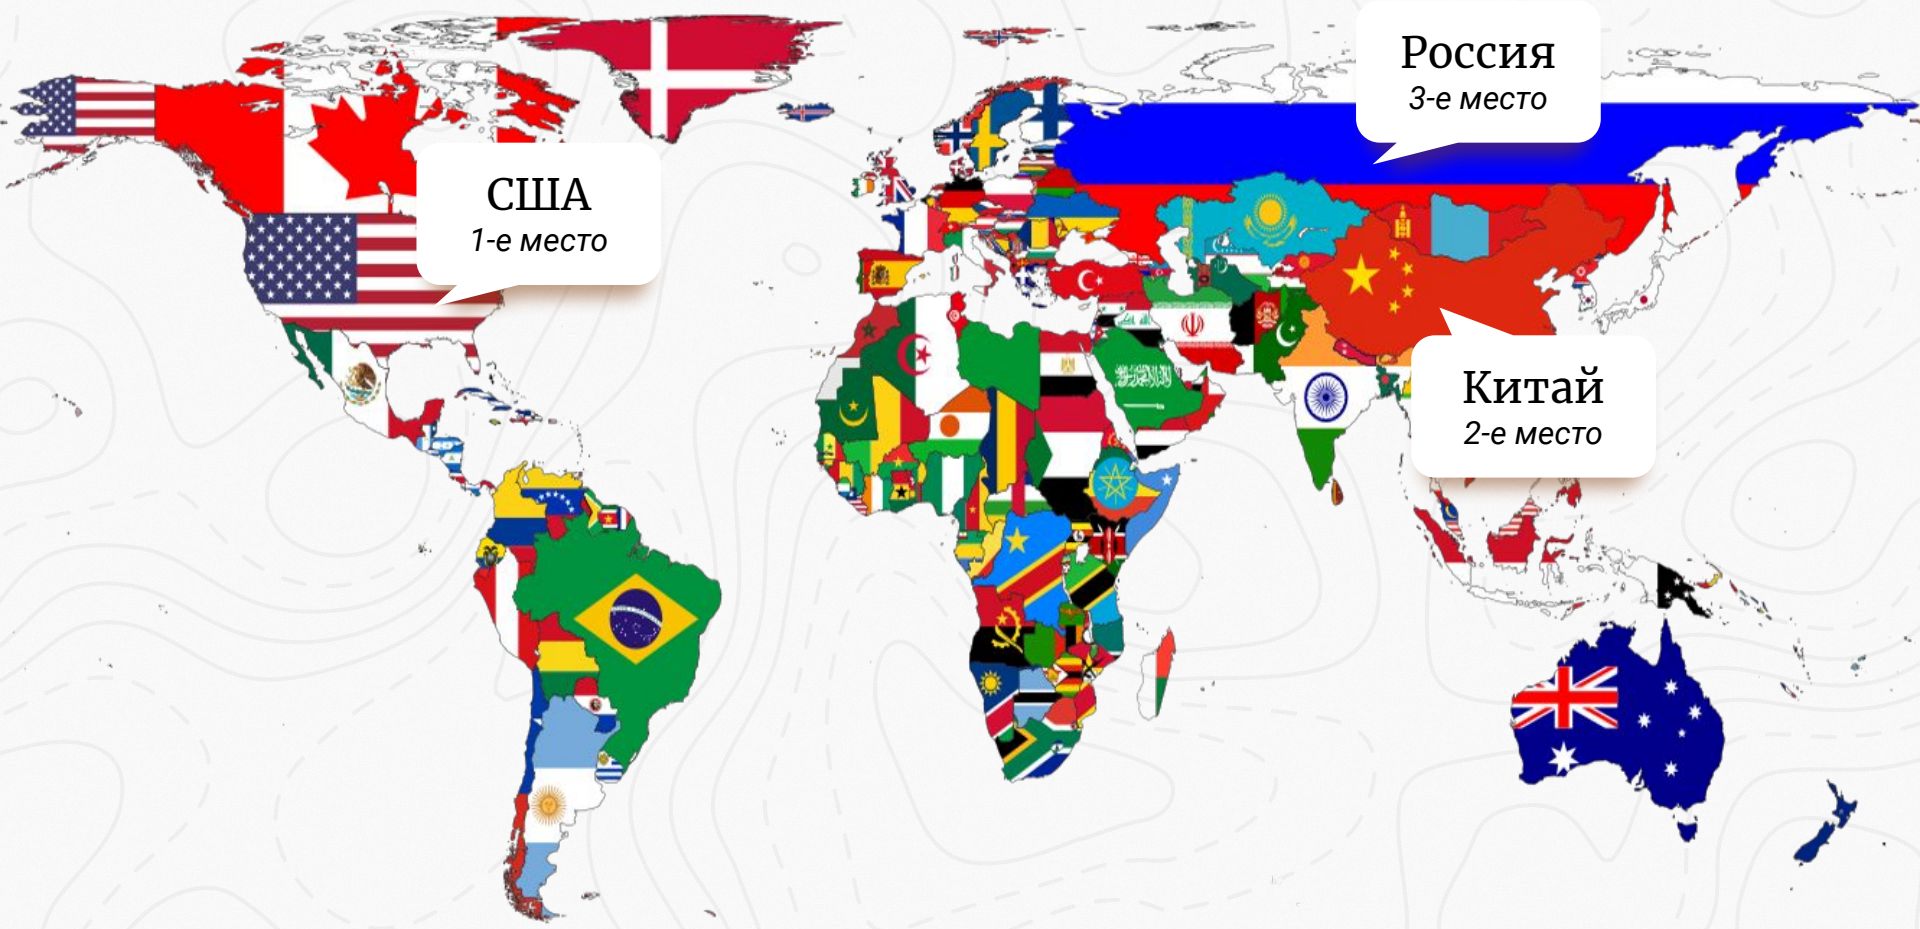 Россия
3-е место
США
1-е место
Китай
2-е место